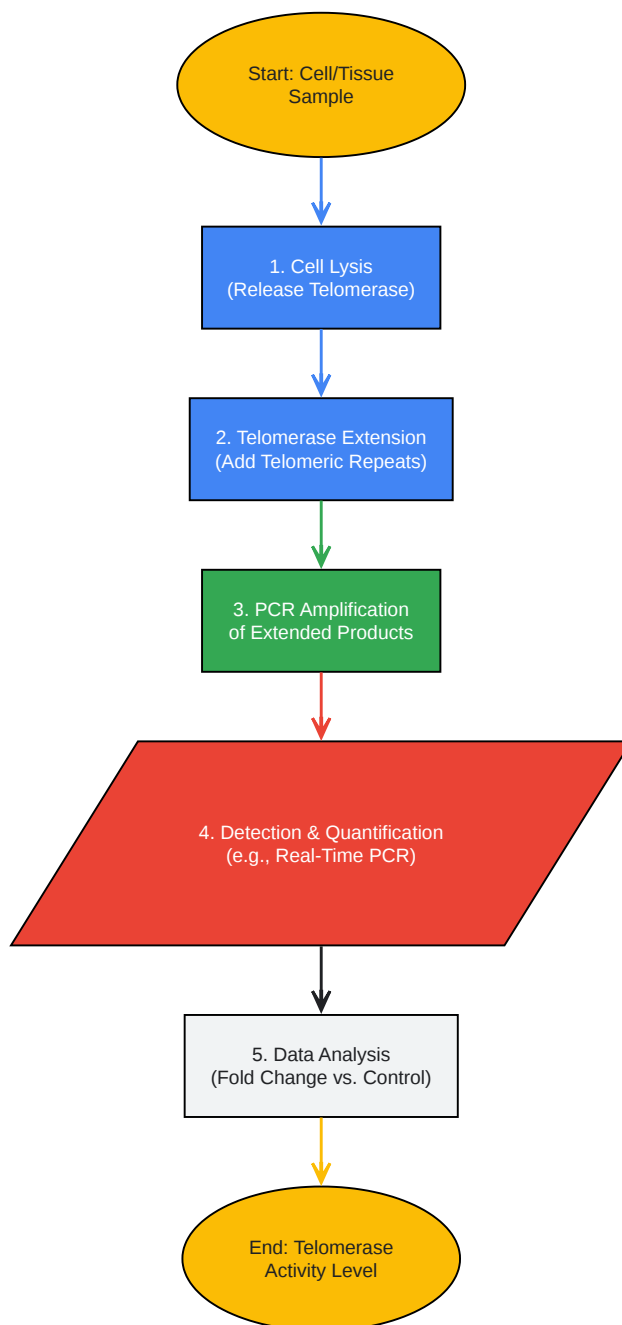 Start: Cell/Tissue
Sample
1. Cell Lysis
(Release Telomerase)
2. Telomerase Extension
(Add Telomeric Repeats)
3. PCR Amplification
of Extended Products
4. Detection & Quantification
(e.g., Real-Time PCR)
5. Data Analysis
(Fold Change vs. Control)
End: Telomerase
Activity Level